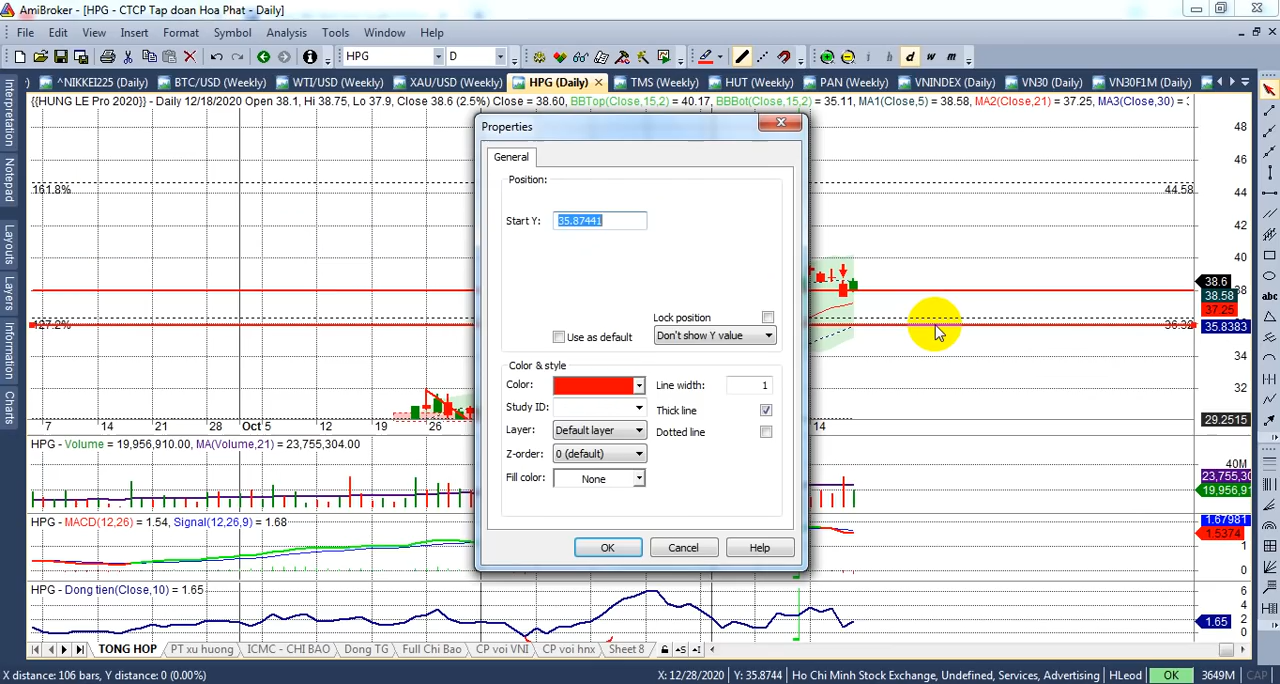 AmiBroker - [HPG - CTCP Tap doan Hoa Phat - Daily]
File Edit View Insert Format Symbol Analysis Tools Window Help
HPG D i h d w m
^NIKKEI225 (Daily) BTC/USD (Weekly) WTI/USD (Weekly) XAU/USD (Weekly) HPG (Daily) TMS (Weekly) HUT (Weekly) PAN (Weekly) VNINDEX (Daily) VN30 (Daily) VN30F1M (Daily)
{{HUNG LE Pro 2020}} - Daily 12/18/2020 Open 38.1, Hi 38.75, Lo 37.9, Close 38.6 (2.5%) Close = 38.60, BBTop(Close,15,2) = 40.17, BBBot(Close,15,2) = 35.11, MA1(Close,5) = 38.58, MA2(Close,21) = 37.25, MA3(Close,30) =
Interpretation
Notepad
Layouts
Layers
Information
Charts
abc
Properties
General
Position:
Start Y: 35.87441
Lock position
Use as default Don't show Y value
Color & style
Color: Line width: 1
Study ID: Thick line
Layer: Default layer Dotted line
Z-order: 0 (default)
Fill color: None
OK Cancel Help
161.8% 44.58
127.2% 36.32
48
46
44
42
40
38.6
38
38.58
37.25
35.8383
34
32
29.2515
7 14 21 Oct 5 12 19 26 14
HPG - Volume = 19,956,910.00, MA(Volume,21) = 23,755,304.00
40M
23,755,30
19,956,91
HPG - MACD(12,26) = 1.54, Signal(12,26,9) = 1.68
1.67981
1.5374
1
0
HPG - Dong tien(Close,10) = 1.65
6
4
2
1.65
0
TONG HOP PT xu huong ICMC - CHI BAO Dong TG Full Chi Bao CP voi VNI CP voi hnx Sheet 8
X distance: 106 bars, Y distance: 0 (0.00%) X: 12/28/2020 Y: 35.8744 Ho Chi Minh Stock Exchange, Undefined, Services, Advertising HLeod OK 3649M CAP